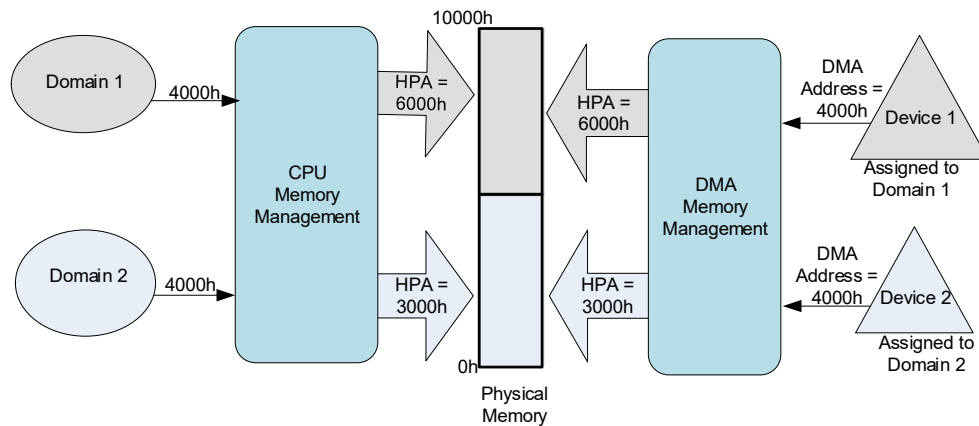 10000h
Domain 1
4000h
HPA =
6000h
HPA =
6000h
DMA
Address =
4000h
Device 1
Assigned to
Domain 1
CPU
Memory
Management
DMA
Memory
Management
Domain 2
4000h
HPA =
3000h
HPA =
3000h
DMA
Address =
4000h
Device 2
Assigned to
Domain 2
0h
Physical
Memory